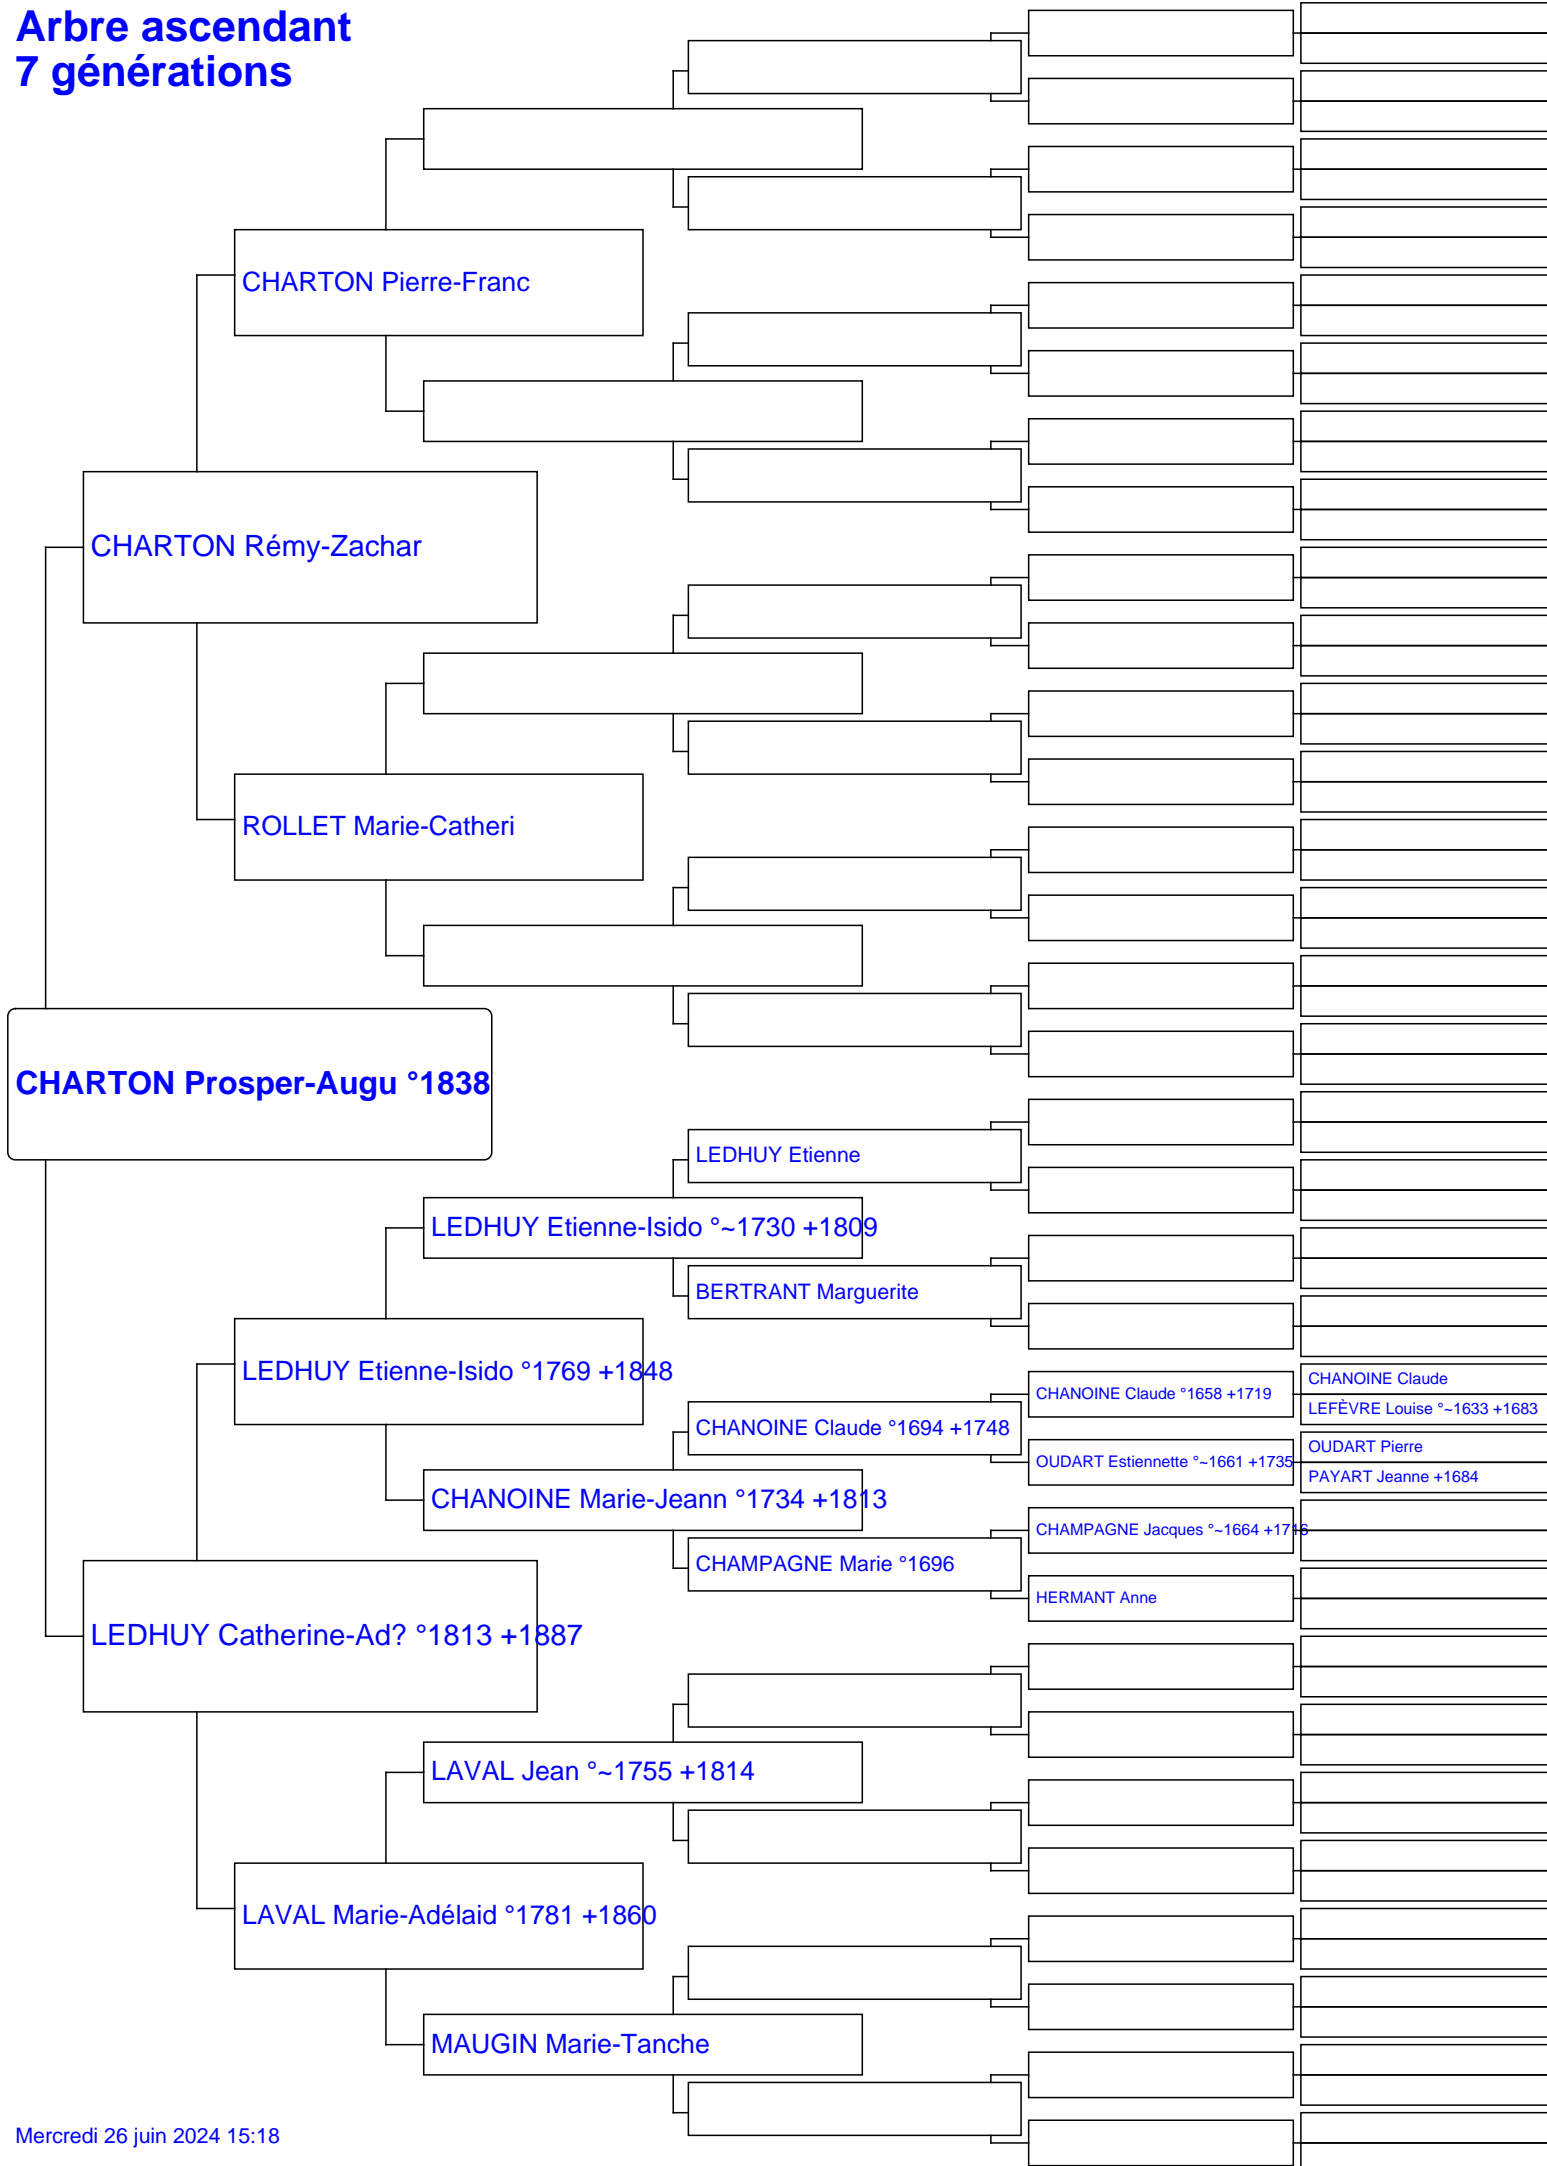 Arbre ascendant
7 générations
CHARTON Pierre-Franc
CHARTON Rémy-Zachar
ROLLET Marie-Catheri
CHARTON Prosper-Augu °1838
LEDHUY Etienne
LEDHUY Etienne-Isido °~1730 +1809
BERTRANT Marguerite
LEDHUY Etienne-Isido °1769 +1848
CHANOINE Claude
CHANOINE Claude °1658 +1719
LEFÈVRE Louise °~1633 +1683
CHANOINE Claude °1694 +1748
OUDART Pierre
OUDART Estiennette °~1661 +1735
PAYART Jeanne +1684
CHANOINE Marie-Jeann °1734 +1813
CHAMPAGNE Jacques °~1664 +1716
CHAMPAGNE Marie °1696
HERMANT Anne
LEDHUY Catherine-Ad? °1813 +1887
LAVAL Jean °~1755 +1814
LAVAL Marie-Adélaid °1781 +1860
MAUGIN Marie-Tanche
Mercredi 26 juin 2024 15:18